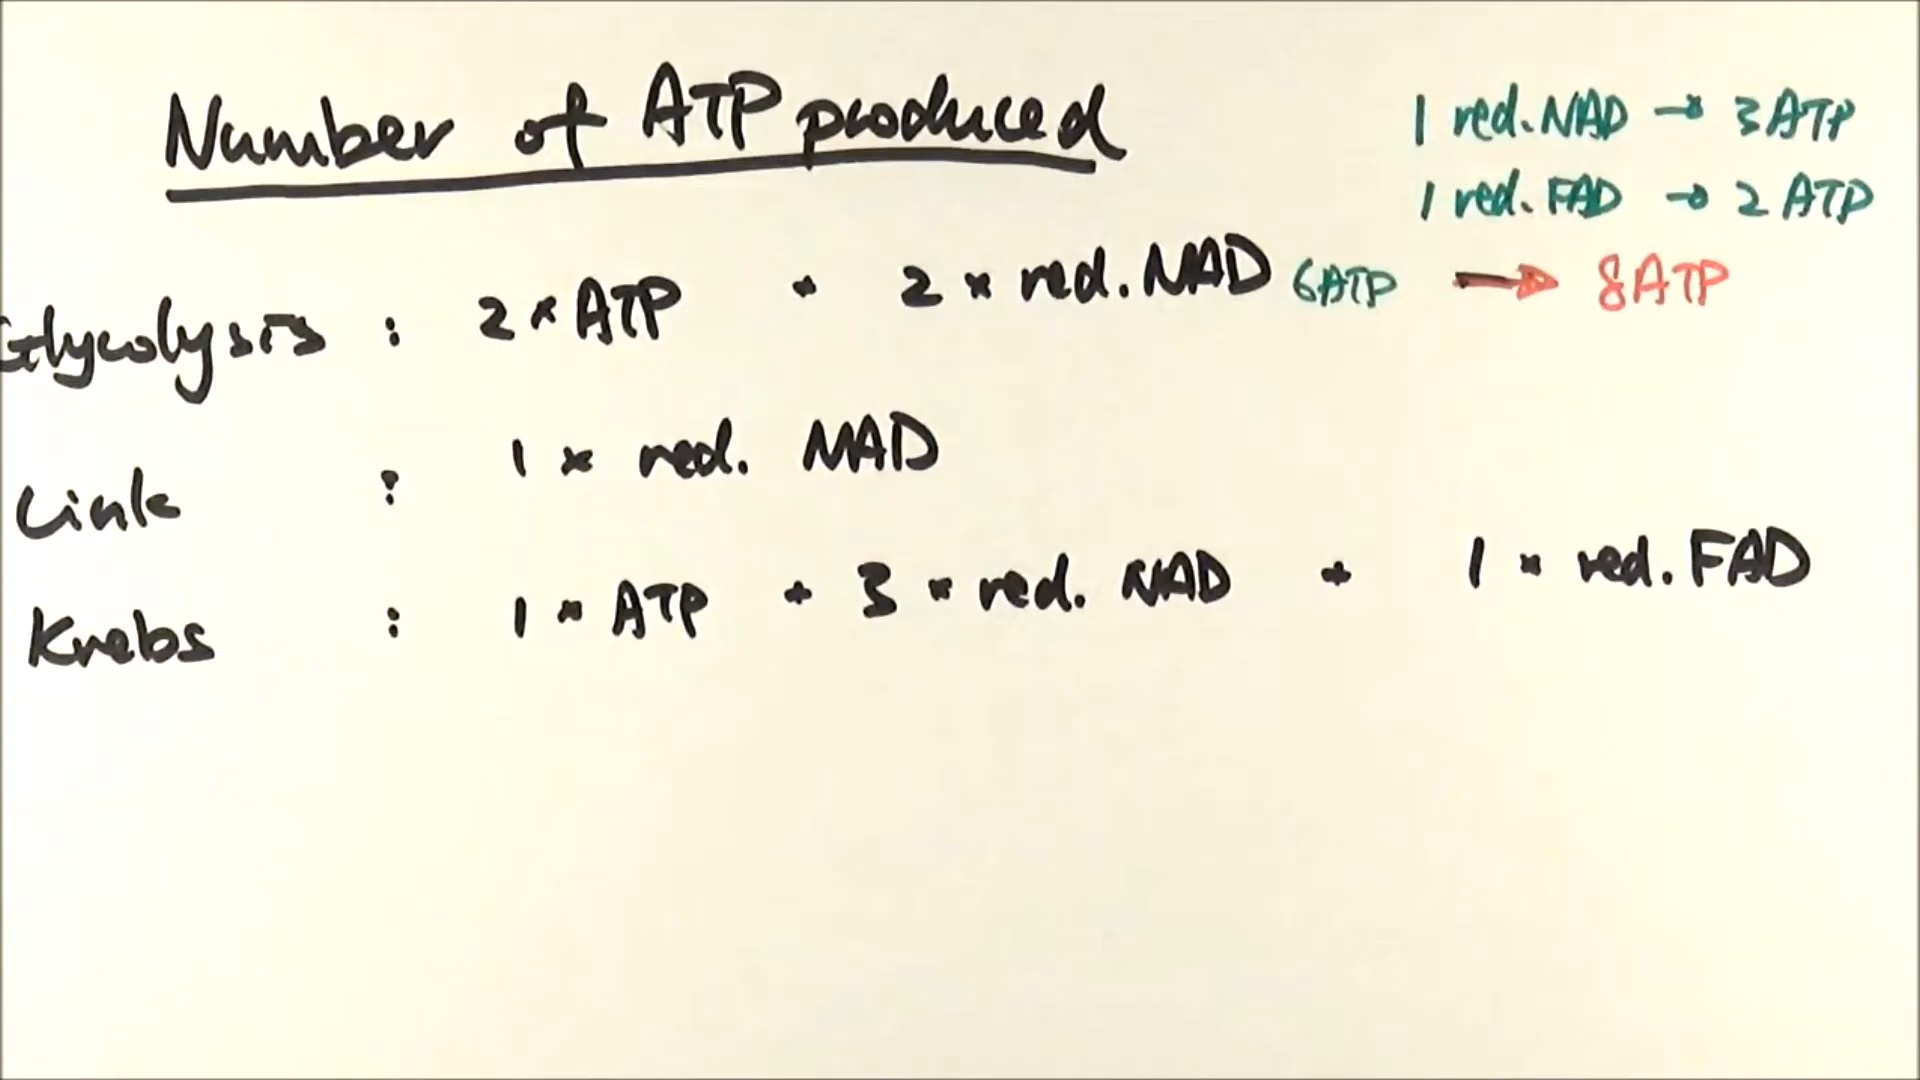 Number of ATP produced
1 red. NAD → 3 ATP
1 red. FAD → 2 ATP
Glycolysis : 2 × ATP + 2 × red. NAD 6ATP → 8ATP
Link : 1 × red. NAD
Krebs : 1 × ATP + 3 × red. NAD + 1 × red. FAD